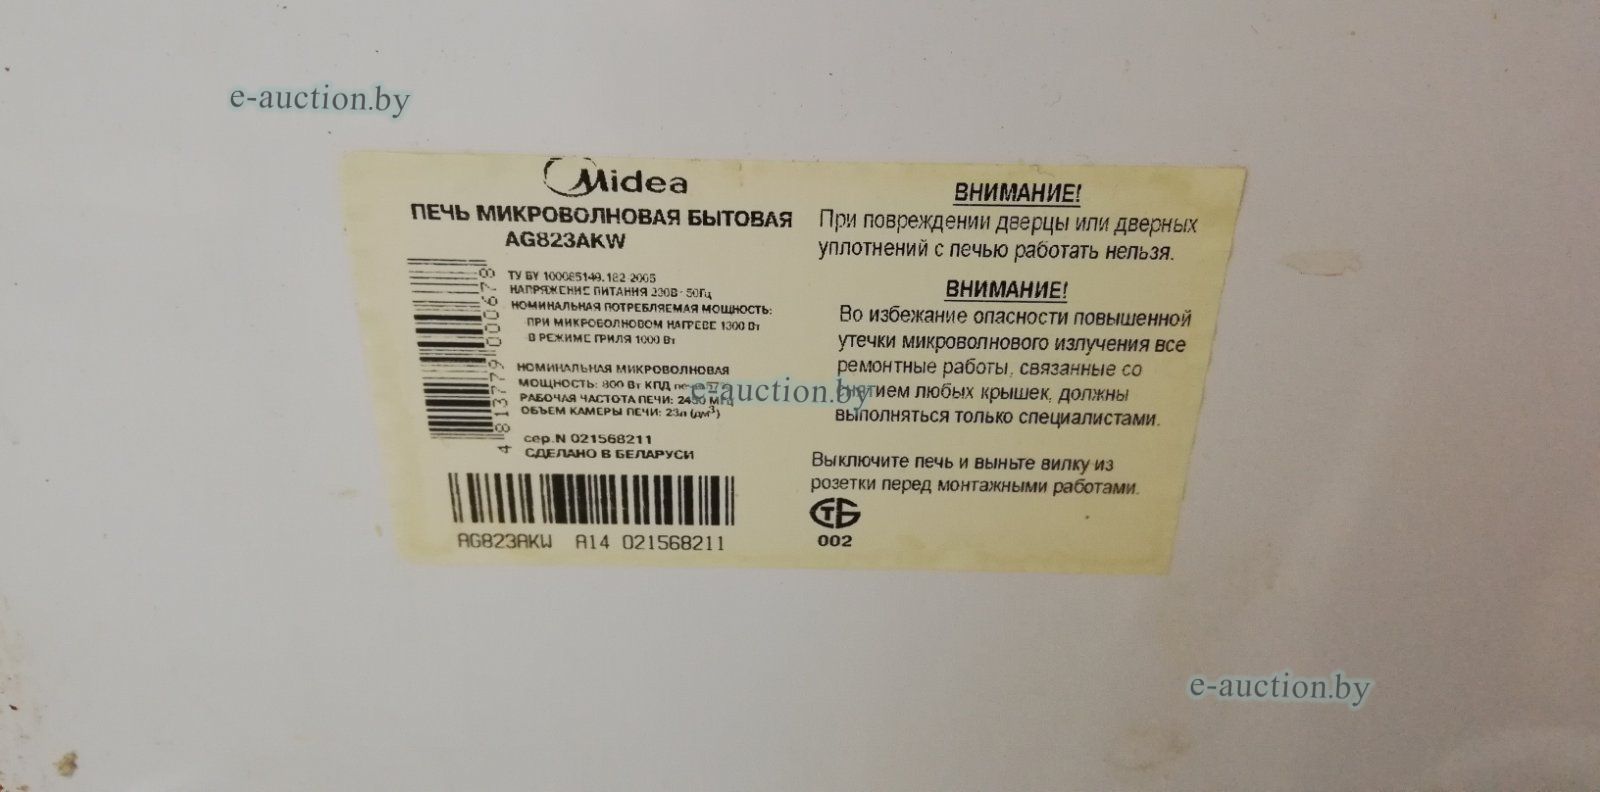 e-auction.by
Midea
ПЕЧЬ МИКРОВОЛНОВАЯ БЫТОВАЯ
AG823AKW
4813779000678
ТУ БУ 100085149.182-2005
НАПРЯЖЕНИЕ ПИТАНИЯ 230В~50Гц
НОМИНАЛЬНАЯ ПОТРЕБЛЯЕМАЯ МОЩНОСТЬ:
ПРИ МИКРОВОЛНОВОМ НАГРЕВЕ 1300 Вт
В РЕЖИМЕ ГРИЛЯ 1000 Вт
НОМИНАЛЬНАЯ МИКРОВОЛНОВАЯ
МОЩНОСТЬ: 800 Вт КПД
РАБОЧАЯ ЧАСТОТА ПЕЧИ: 2450 МГц
ОБЪЕМ КАМЕРЫ ПЕЧИ: 23л (дм³)
сер.N 021568211
СДЕЛАНО В БЕЛАРУСИ
AG823AKW A14 021568211
ВНИМАНИЕ!
При повреждении дверцы или дверных
уплотнений с печью работать нельзя.
ВНИМАНИЕ!
Во избежание опасности повышенной
утечки микроволнового излучения все
ремонтные работы, связанные со
снятием любых крышек, должны
выполняться только специалистами.
Выключите печь и выньте вилку из
розетки перед монтажными работами.
СТБ
002
e-auction.by
e-auction.by